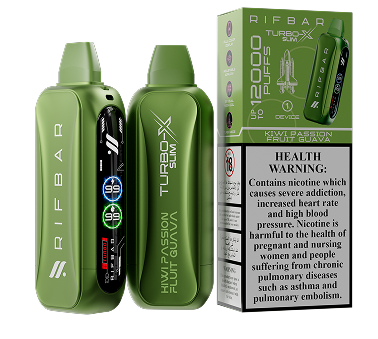 RIFBAR
99
99
TURBO-X
SLIM
KIWI PASSION
FRUIT GUAVA
RIFBAR
TURBO-X
SLIM
UP TO 12000
PUFFS
1
DEVICE
KIWI PASSION
FRUIT GUAVA
HEALTH
WARNING:
Contains nicotine which
causes severe addiction,
increased heart rate
and high blood
pressure. Nicotine is
harmful to the health of
pregnant and nursing
women and people
suffering from chronic
pulmonary diseases
such as asthma and
pulmonary embolism.